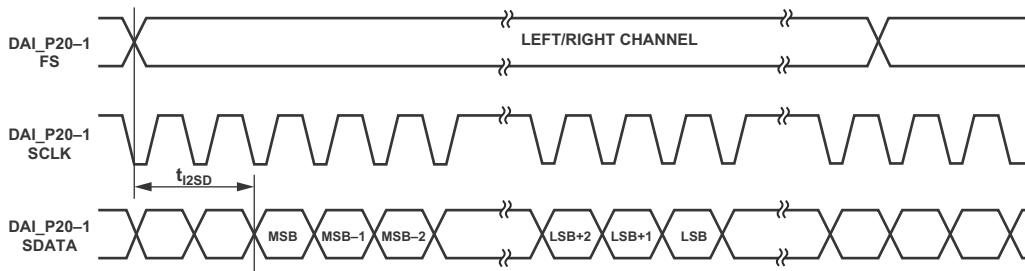 DAI_P20–1
FS
LEFT/RIGHT CHANNEL
DAI_P20–1
SCLK
tI2SD
DAI_P20–1
SDATA
MSB
MSB–1
MSB–2
LSB+2
LSB+1
LSB